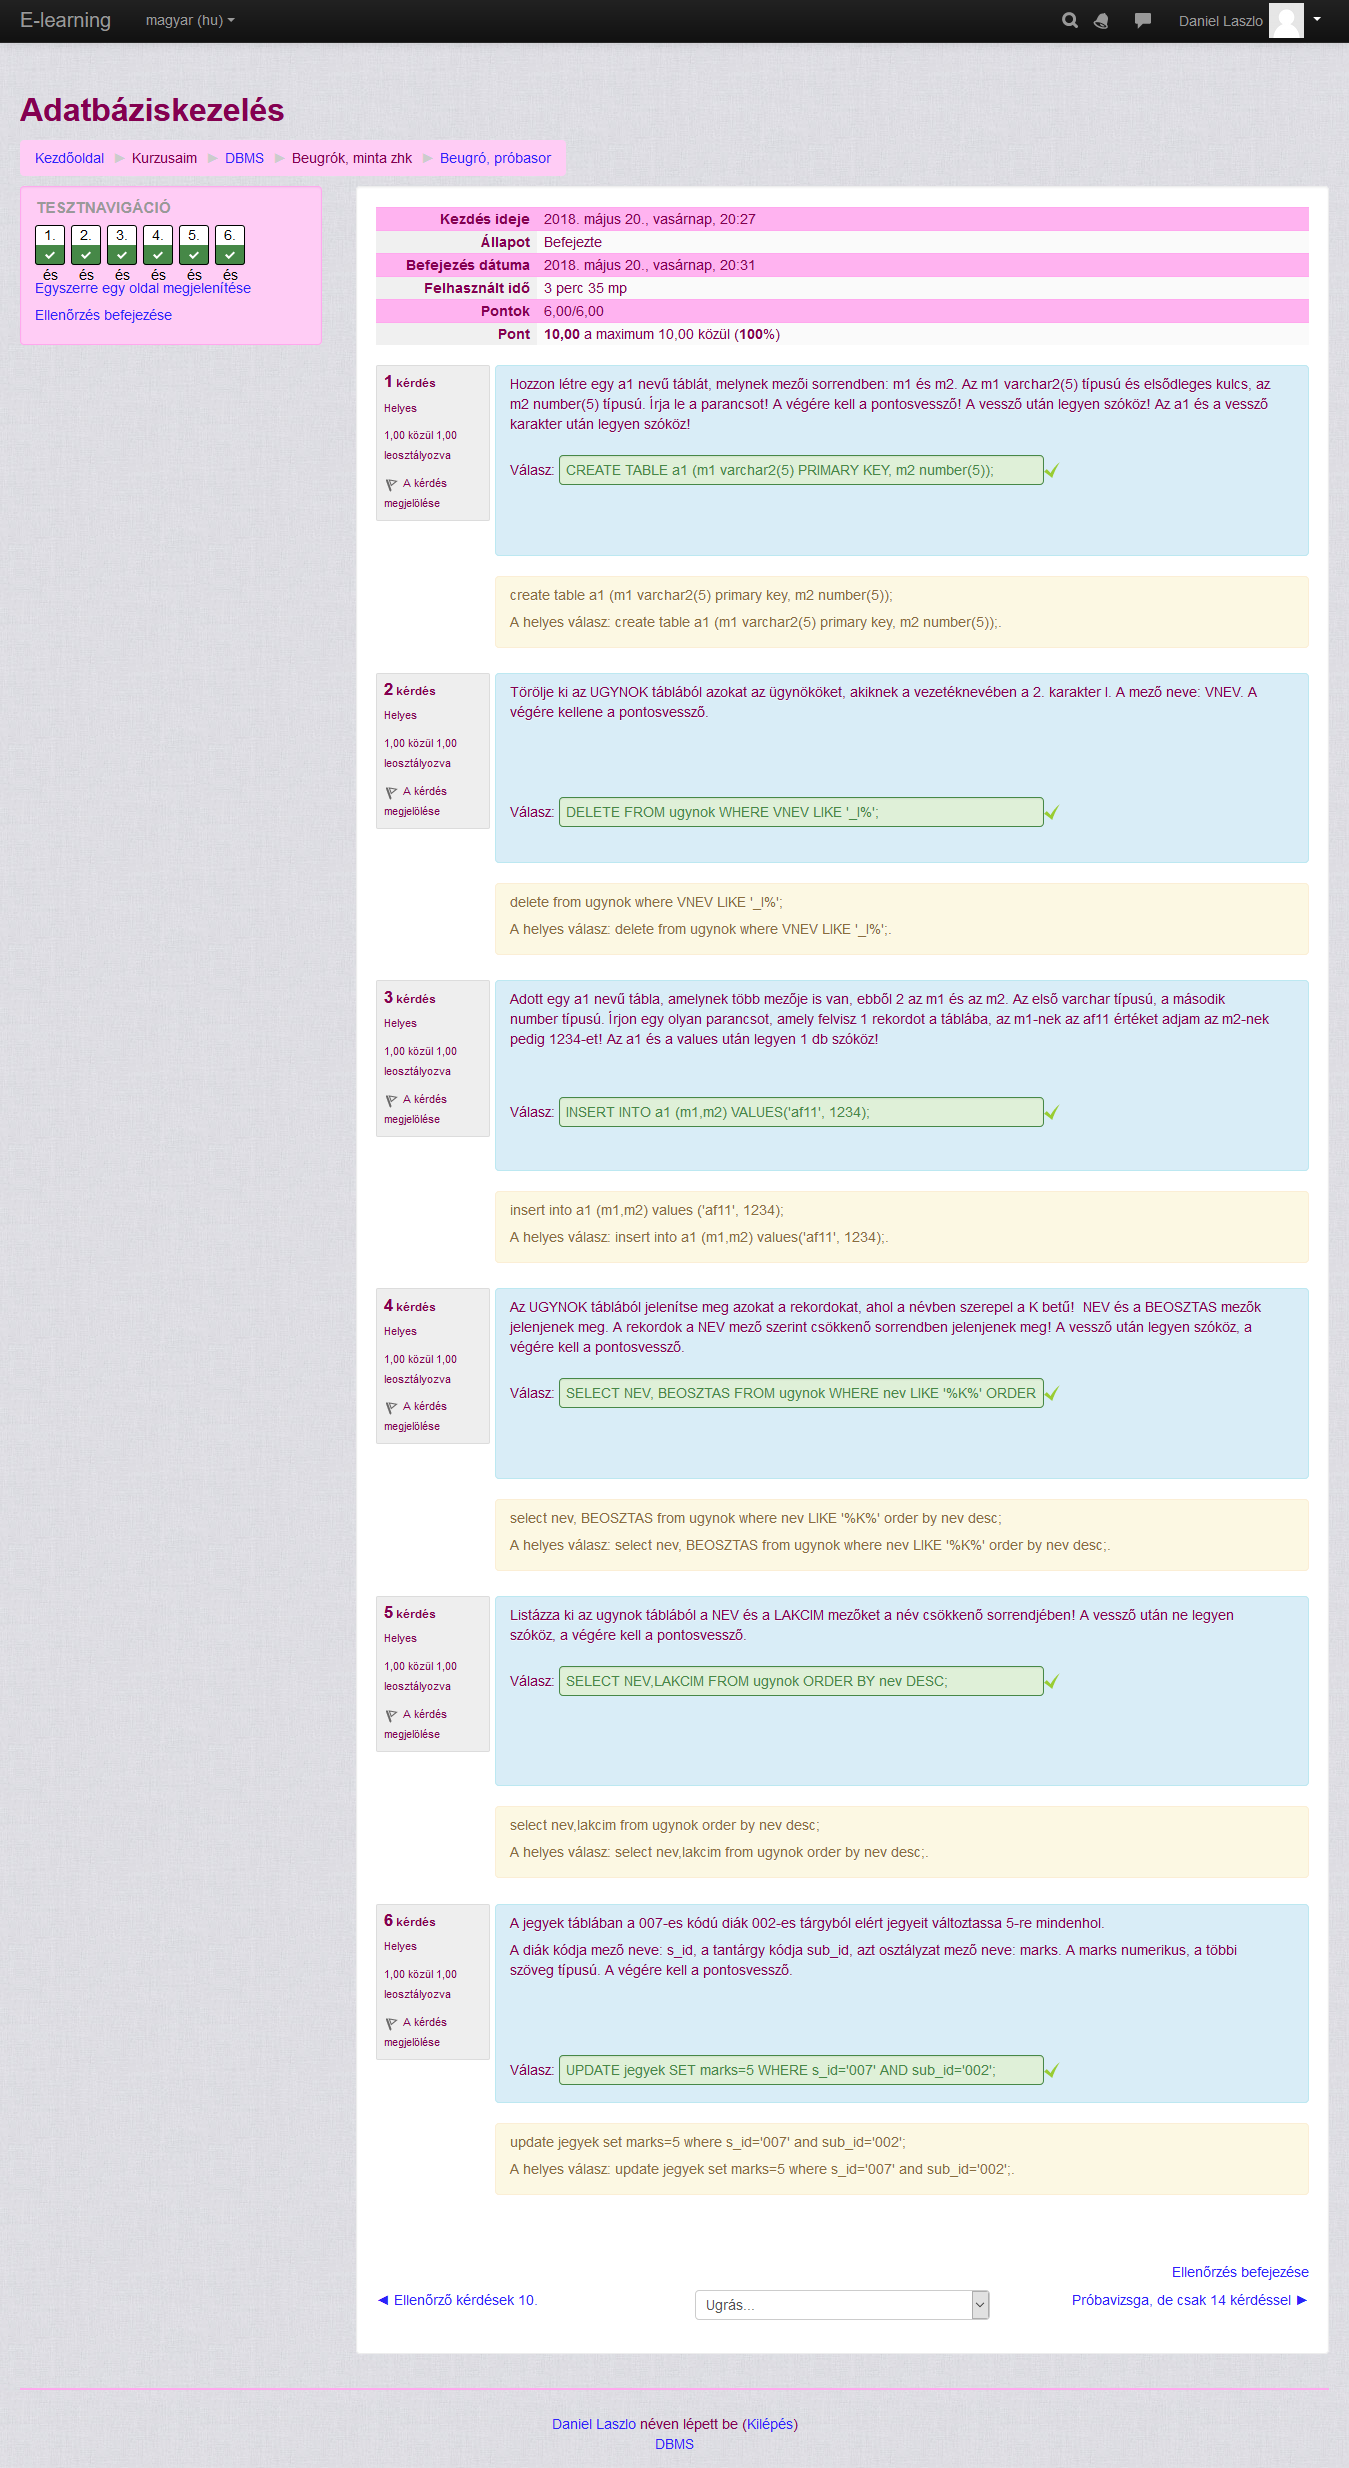 E-learning magyar (hu) Daniel Laszlo
Adatbáziskezelés
Kezdőoldal ► Kurzusaim ► DBMS ► Beugrók, minta zhk ► Beugró, próbasor
TESZTNAVIGÁCIÓ
1. 2. 3. 4. 5. 6.
és és és és és és
Egyszerre egy oldal megjelenítése
Ellenőrzés befejezése
Kezdés ideje 2018. május 20., vasárnap, 20:27
Állapot Befejezte
Befejezés dátuma 2018. május 20., vasárnap, 20:31
Felhasznált idő 3 perc 35 mp
Pontok 6,00/6,00
Pont 10,00 a maximum 10,00 közül (100%)
1 kérdés
Helyes
1,00 közül 1,00
leosztályozva
A kérdés
megjelölése
Hozzon létre egy a1 nevű táblát, melynek mezői sorrendben: m1 és m2. Az m1 varchar2(5) típusú és elsődleges kulcs, az
m2 number(5) típusú. Írja le a parancsot! A végére kell a pontosvessző! A vessző után legyen szóköz! Az a1 és a vessző
karakter után legyen szóköz!
Válasz: CREATE TABLE a1 (m1 varchar2(5) PRIMARY KEY, m2 number(5));
create table a1 (m1 varchar2(5) primary key, m2 number(5));
A helyes válasz: create table a1 (m1 varchar2(5) primary key, m2 number(5));.
2 kérdés
Helyes
1,00 közül 1,00
leosztályozva
A kérdés
megjelölése
Törölje ki az UGYNOK táblából azokat az ügynököket, akiknek a vezetéknevében a 2. karakter l. A mező neve: VNEV. A
végére kellene a pontosvessző.
Válasz: DELETE FROM ugynok WHERE VNEV LIKE '_l%';
delete from ugynok where VNEV LIKE '_l%';
A helyes válasz: delete from ugynok where VNEV LIKE '_l%';.
3 kérdés
Helyes
1,00 közül 1,00
leosztályozva
A kérdés
megjelölése
Adott egy a1 nevű tábla, amelynek több mezője is van, ebből 2 az m1 és az m2. Az első varchar típusú, a második
number típusú. Írjon egy olyan parancsot, amely felvisz 1 rekordot a táblába, az m1-nek az af11 értéket adjam az m2-nek
pedig 1234-et! Az a1 és a values után legyen 1 db szóköz!
Válasz: INSERT INTO a1 (m1,m2) VALUES('af11', 1234);
insert into a1 (m1,m2) values ('af11', 1234);
A helyes válasz: insert into a1 (m1,m2) values('af11', 1234);.
4 kérdés
Helyes
1,00 közül 1,00
leosztályozva
A kérdés
megjelölése
Az UGYNOK táblából jelenítse meg azokat a rekordokat, ahol a névben szerepel a K betű!  NEV és a BEOSZTAS mezők
jelenjenek meg. A rekordok a NEV mező szerint csökkenő sorrendben jelenjenek meg! A vessző után legyen szóköz, a
végére kell a pontosvessző.
Válasz: SELECT NEV, BEOSZTAS FROM ugynok WHERE nev LIKE '%K%' ORDER
select nev, BEOSZTAS from ugynok where nev LIKE '%K%' order by nev desc;
A helyes válasz: select nev, BEOSZTAS from ugynok where nev LIKE '%K%' order by nev desc;.
5 kérdés
Helyes
1,00 közül 1,00
leosztályozva
A kérdés
megjelölése
Listázza ki az ugynok táblából a NEV és a LAKCIM mezőket a név csökkenő sorrendjében! A vessző után ne legyen
szóköz, a végére kell a pontosvessző.
Válasz: SELECT NEV,LAKCIM FROM ugynok ORDER BY nev DESC;
select nev,lakcim from ugynok order by nev desc;
A helyes válasz: select nev,lakcim from ugynok order by nev desc;.
6 kérdés
Helyes
1,00 közül 1,00
leosztályozva
A kérdés
megjelölése
A jegyek táblában a 007-es kódú diák 002-es tárgyból elért jegyeit változtassa 5-re mindenhol.
A diák kódja mező neve: s_id, a tantárgy kódja sub_id, azt osztályzat mező neve: marks. A marks numerikus, a többi
szöveg típusú. A végére kell a pontosvessző.
Válasz: UPDATE jegyek SET marks=5 WHERE s_id='007' AND sub_id='002';
update jegyek set marks=5 where s_id='007' and sub_id='002';
A helyes válasz: update jegyek set marks=5 where s_id='007' and sub_id='002';.
Ellenőrzés befejezése
◄ Ellenőrző kérdések 10. Ugrás... Próbavizsga, de csak 14 kérdéssel ►
Daniel Laszlo néven lépett be (Kilépés)
DBMS